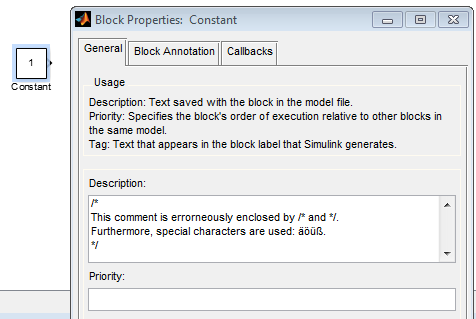 Block Properties: Constant
1
Constant
General
Block Annotation
Callbacks
Usage
Description: Text saved with the block in the model file.
Priority: Specifies the block's order of execution relative to other blocks in
the same model.
Tag: Text that appears in the block label that Simulink generates.
Description:
/*
This comment is errorneously enclosed by /* and */.
Furthermore, special characters are used: äöüß.
*/
Priority: